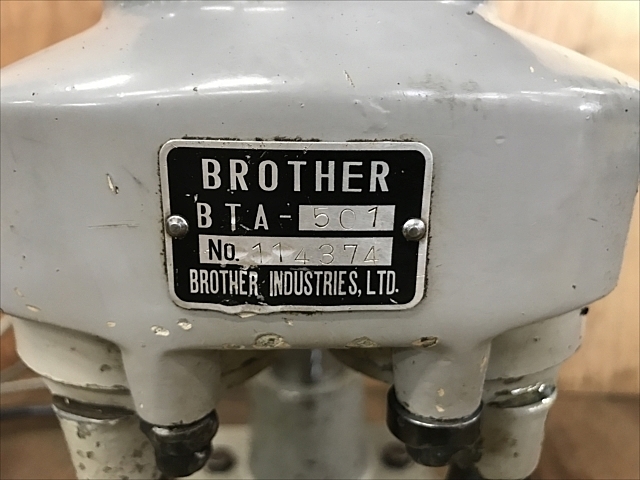 BROTHER
BTA-501
No. 114374
BROTHER INDUSTRIES, LTD.